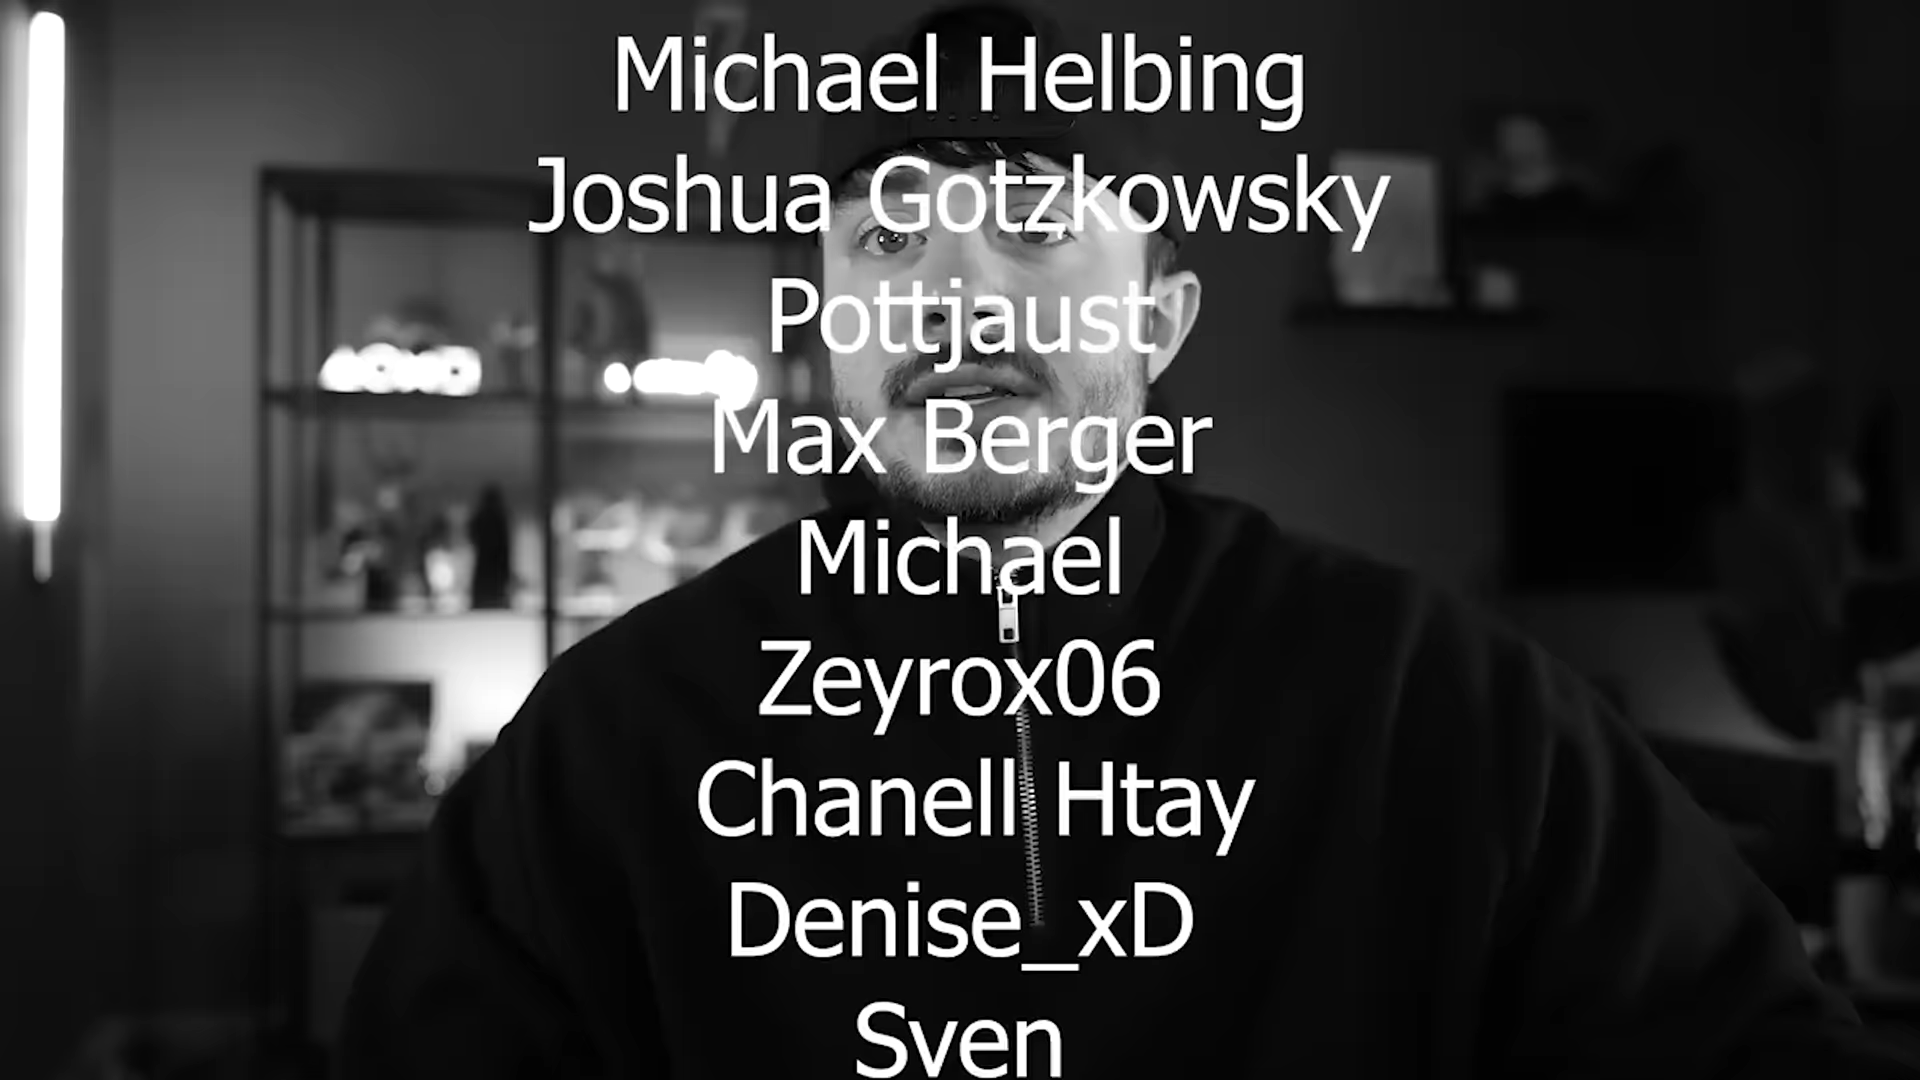 Michael Helbing
Joshua Gotzkowsky
Pottjaust
Max Berger
Michael
Zeyrox06
Chanell Htay
Denise_xD
Sven